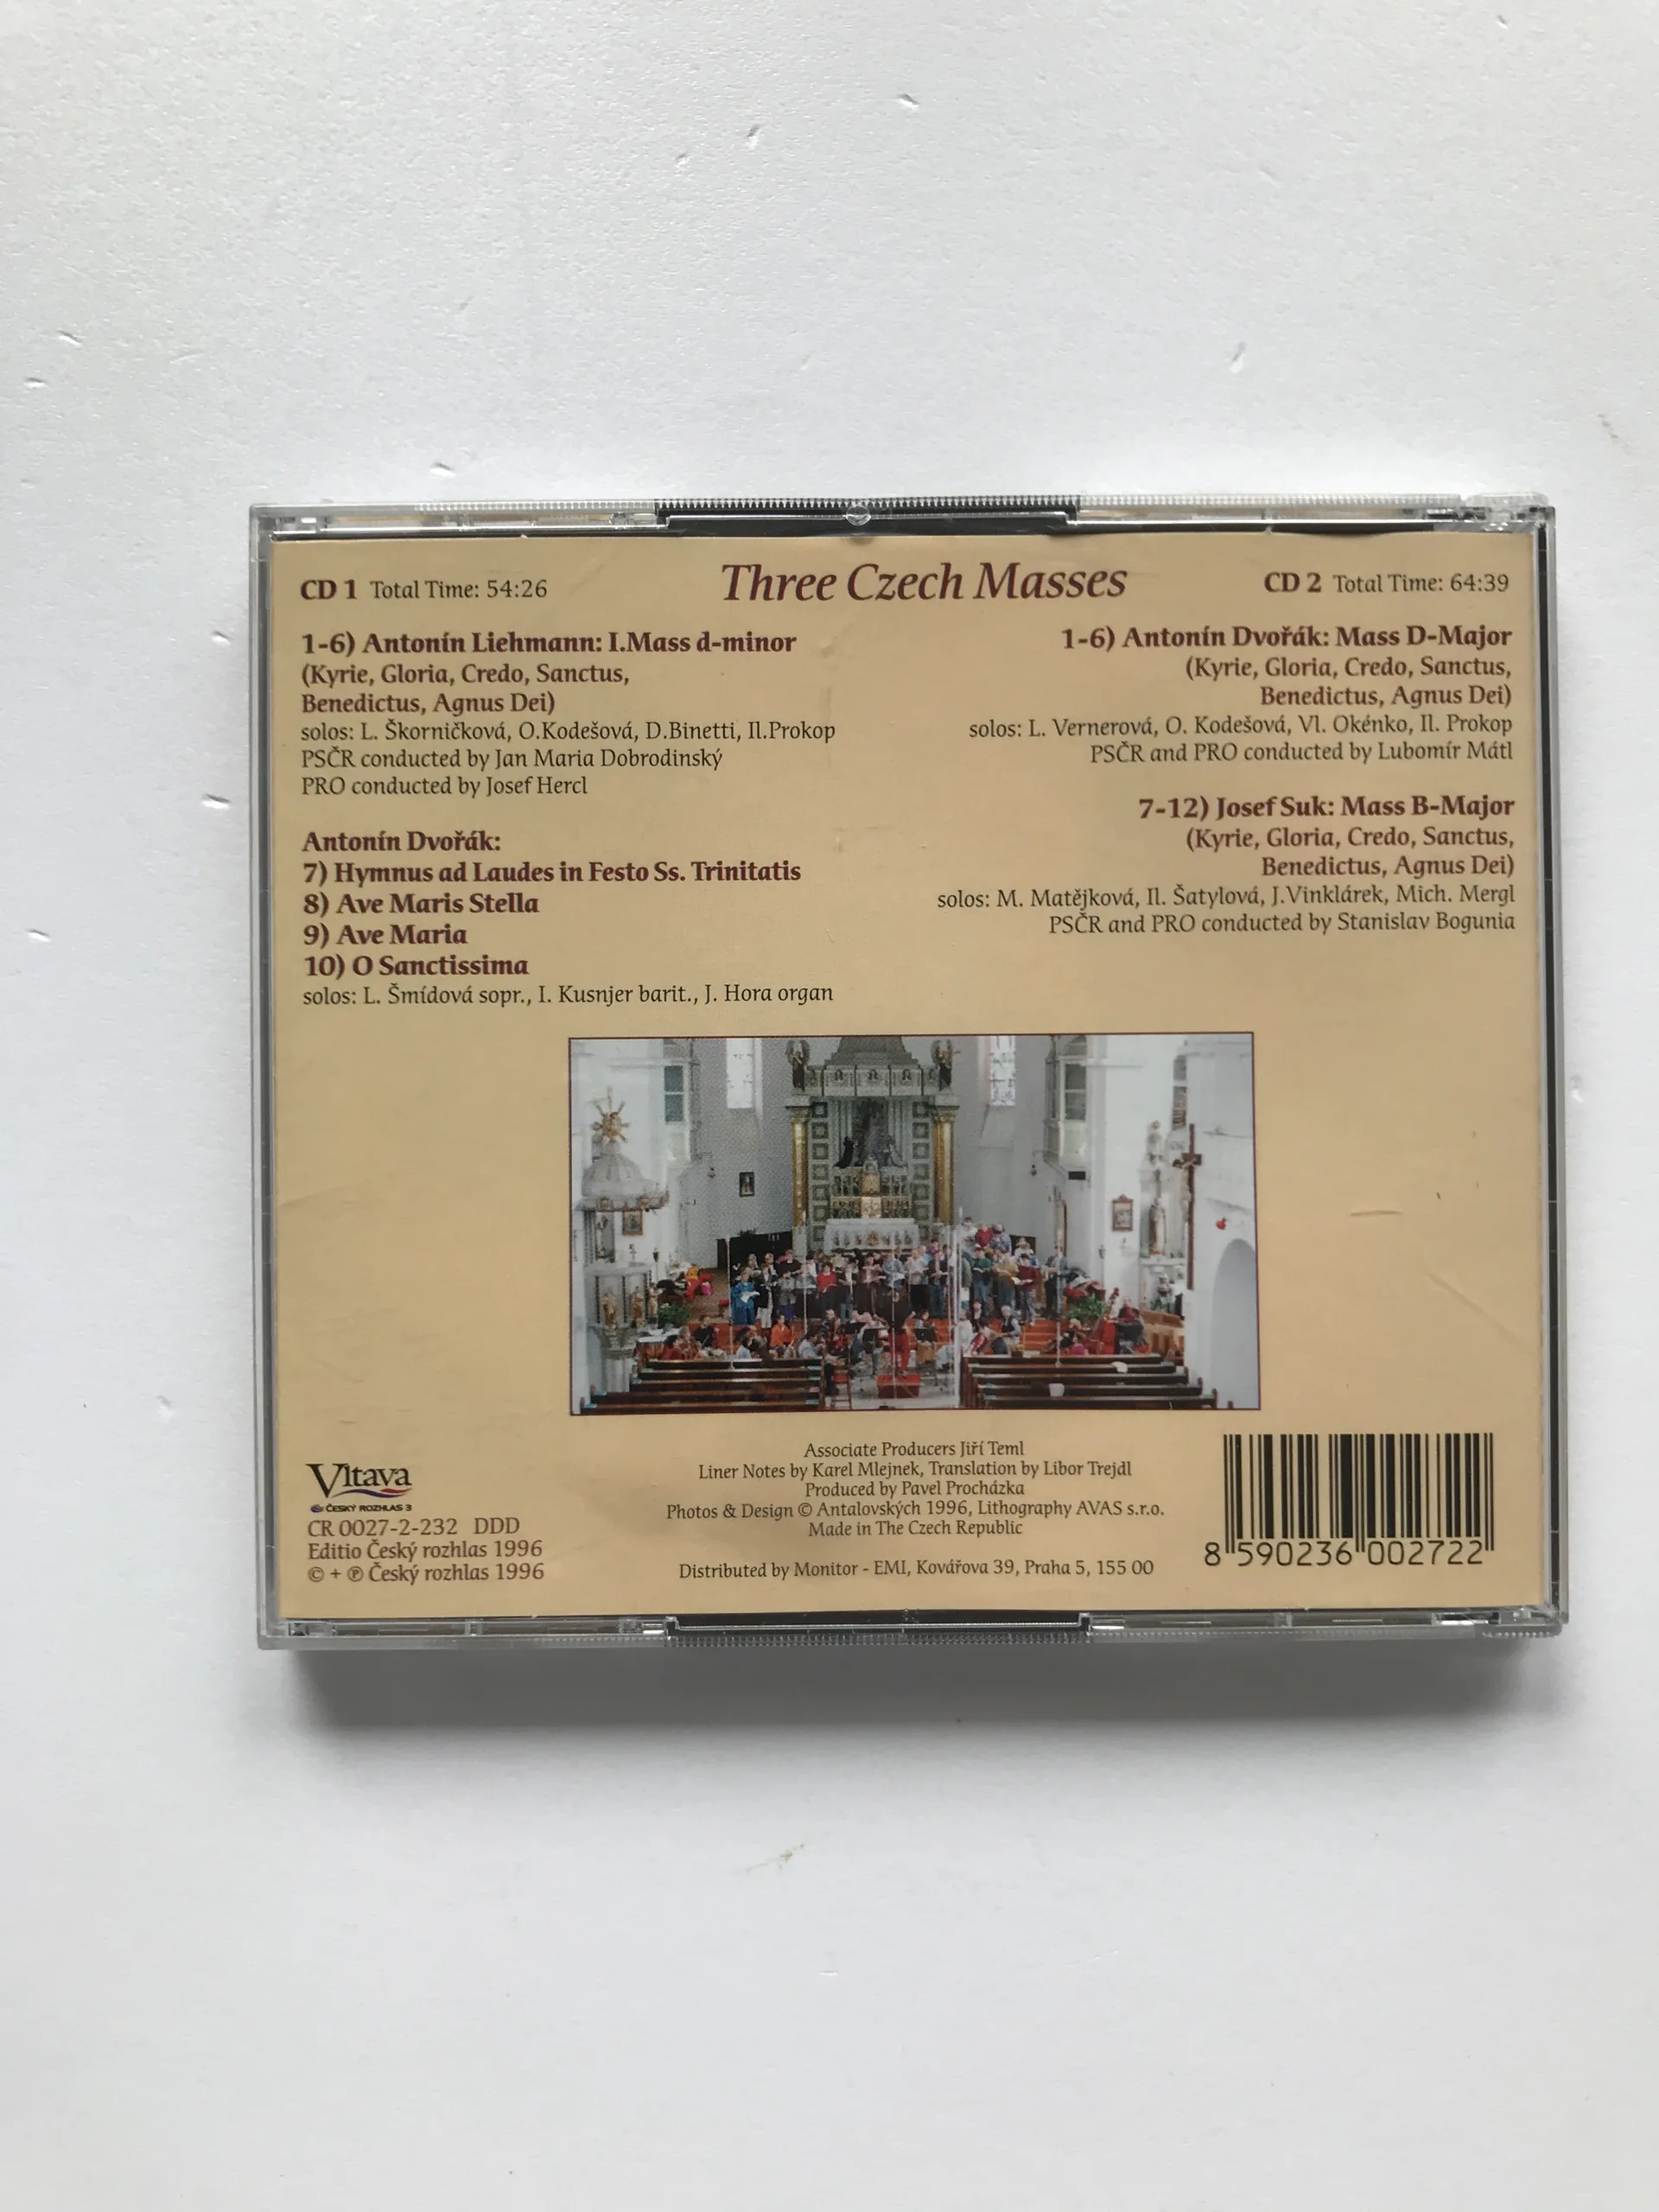 Three Czech Masses
CD 1 Total Time: 54:26
1-6) Antonín Liehmann: I.Mass d-minor
(Kyrie, Gloria, Credo, Sanctus,
Benedictus, Agnus Dei)
solos: L. Škorničková, O.Kodešová, D.Binetti, Il.Prokop
PSČR conducted by Jan Maria Dobrodinský
PRO conducted by Josef Hercl
Antonín Dvořák:
7) Hymnus ad Laudes in Festo Ss. Trinitatis
8) Ave Maris Stella
9) Ave Maria
10) O Sanctissima
solos: L. Šmídová sopr., I. Kusnjer barit., J. Hora organ
CD 2 Total Time: 64:39
1-6) Antonín Dvořák: Mass D-Major
(Kyrie, Gloria, Credo, Sanctus,
Benedictus, Agnus Dei)
solos: L. Vernerová, O. Kodešová, Vl. Okénko, Il. Prokop
PSČR and PRO conducted by Lubomír Mátl
7-12) Josef Suk: Mass B-Major
(Kyrie, Gloria, Credo, Sanctus,
Benedictus, Agnus Dei)
solos: M. Matějková, Il. Šatylová, J.Vinklárek, Mich. Mergl
PSČR and PRO conducted by Stanislav Bogunia
Vltava
ČESKÝ ROZHLAS 3
CR 0027-2-232 DDD
Editio Český rozhlas 1996
© + ℗ Český rozhlas 1996
Associate Producers Jiří Teml
Liner Notes by Karel Mlejnek, Translation by Libor Trejdl
Produced by Pavel Procházka
Photos & Design © Antalovských 1996, Lithography AVAS s.r.o.
Made in The Czech Republic
Distributed by Monitor - EMI, Kovářova 39, Praha 5, 155 00
8 590236 002722